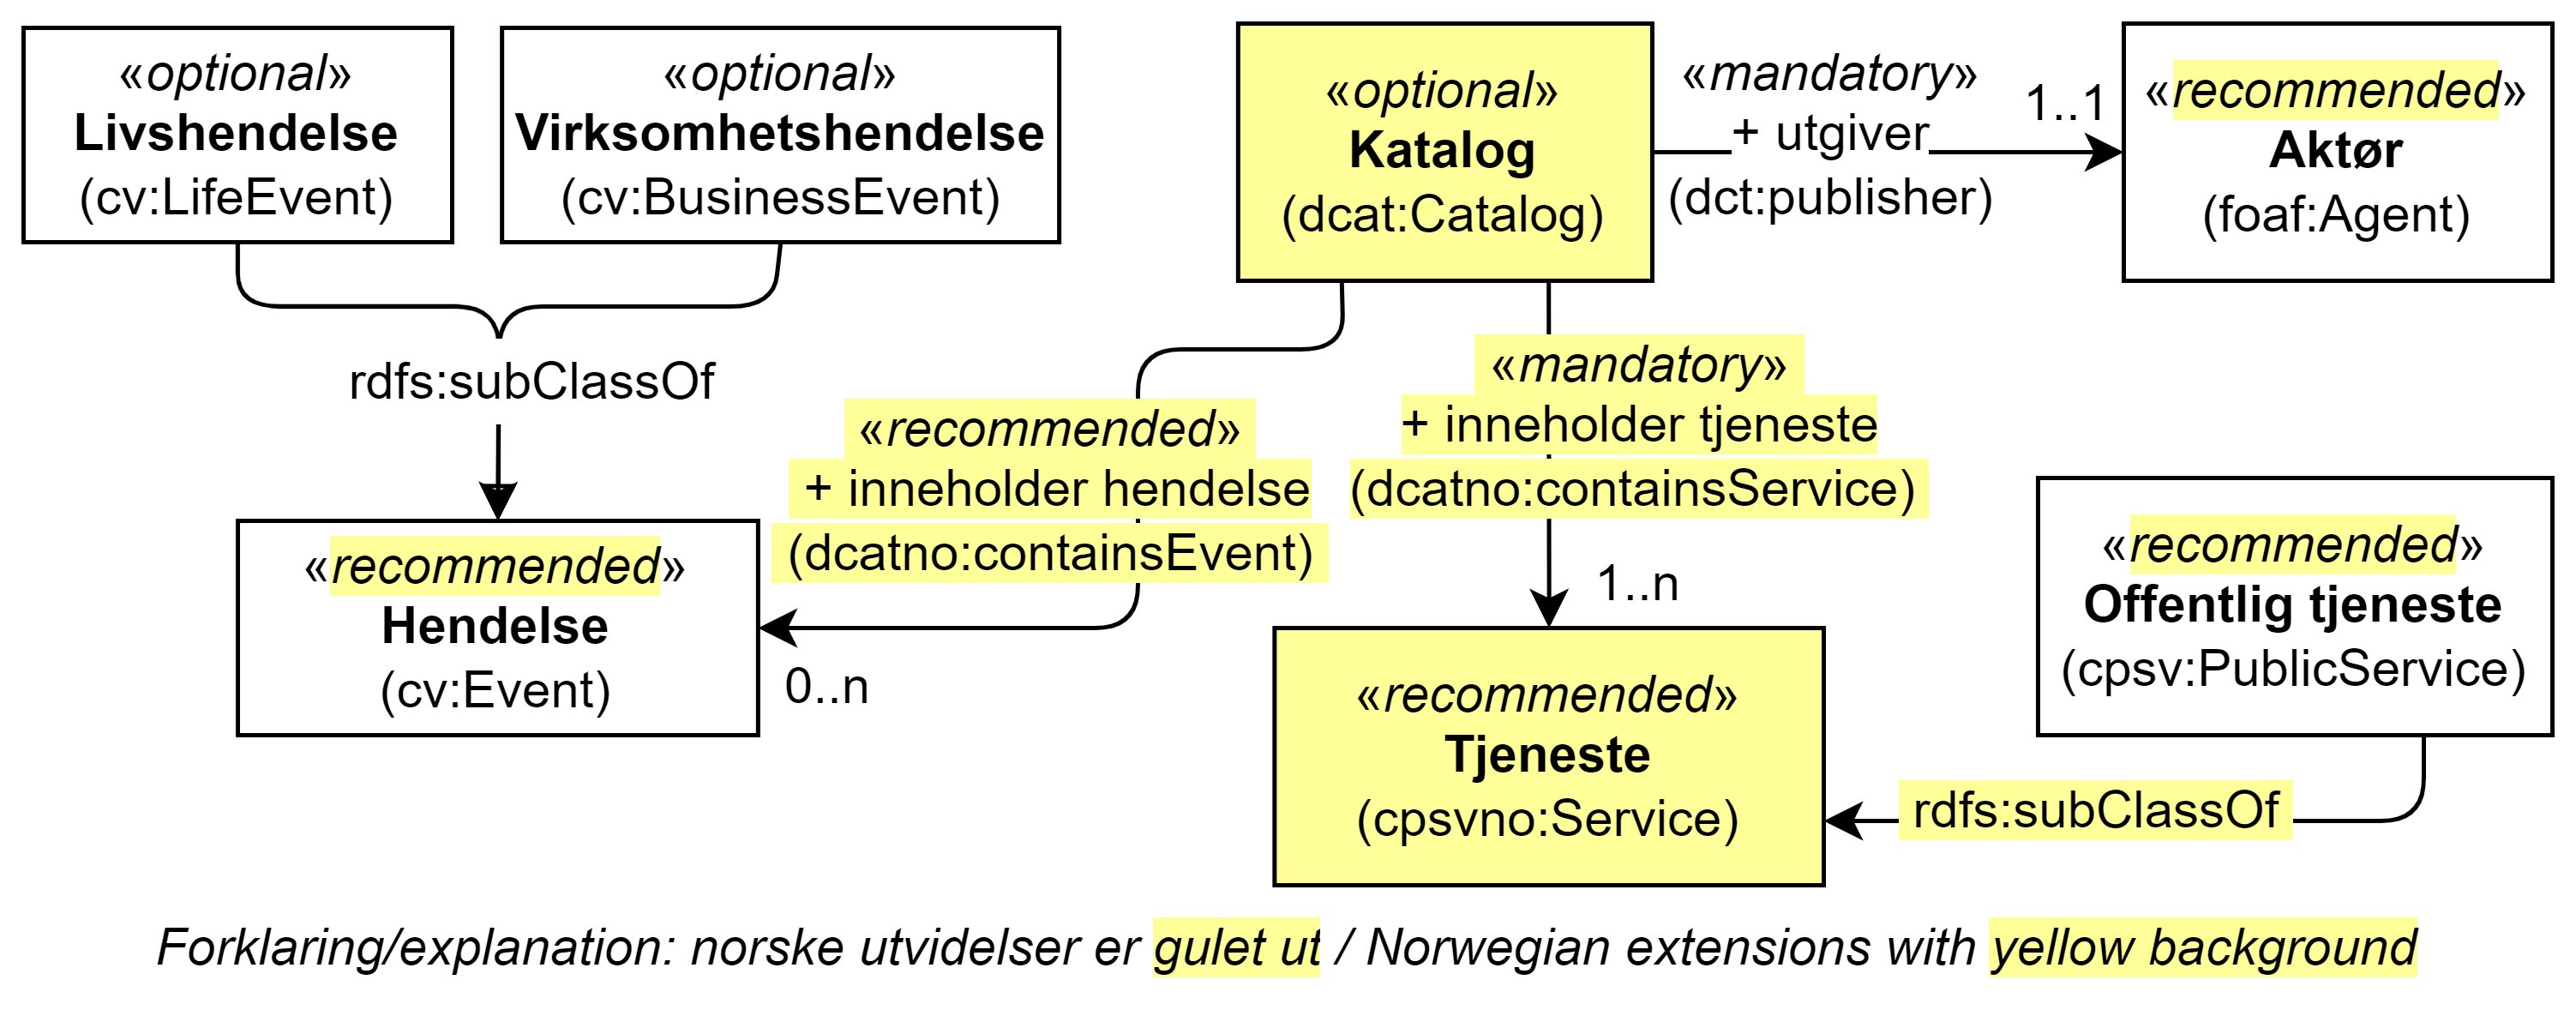 «optional»
Livshendelse
(cv:LifeEvent)
«optional»
Virksomhetshendelse
(cv:BusinessEvent)
«optional»
Katalog
(dcat:Catalog)
«mandatory»
+ utgiver
(dct:publisher)
1..1
«recommended»
Aktør
(foaf:Agent)
rdfs:subClassOf
«recommended»
+ inneholder hendelse
(dcatno:containsEvent)
0..n
«mandatory»
+ inneholder tjeneste
(dcatno:containsService)
1..n
«recommended»
Hendelse
(cv:Event)
«recommended»
Tjeneste
(cpsvno:Service)
«recommended»
Offentlig tjeneste
(cpsv:PublicService)
rdfs:subClassOf
Forklaring/explanation: norske utvidelser er gulet ut / Norwegian extensions with yellow background